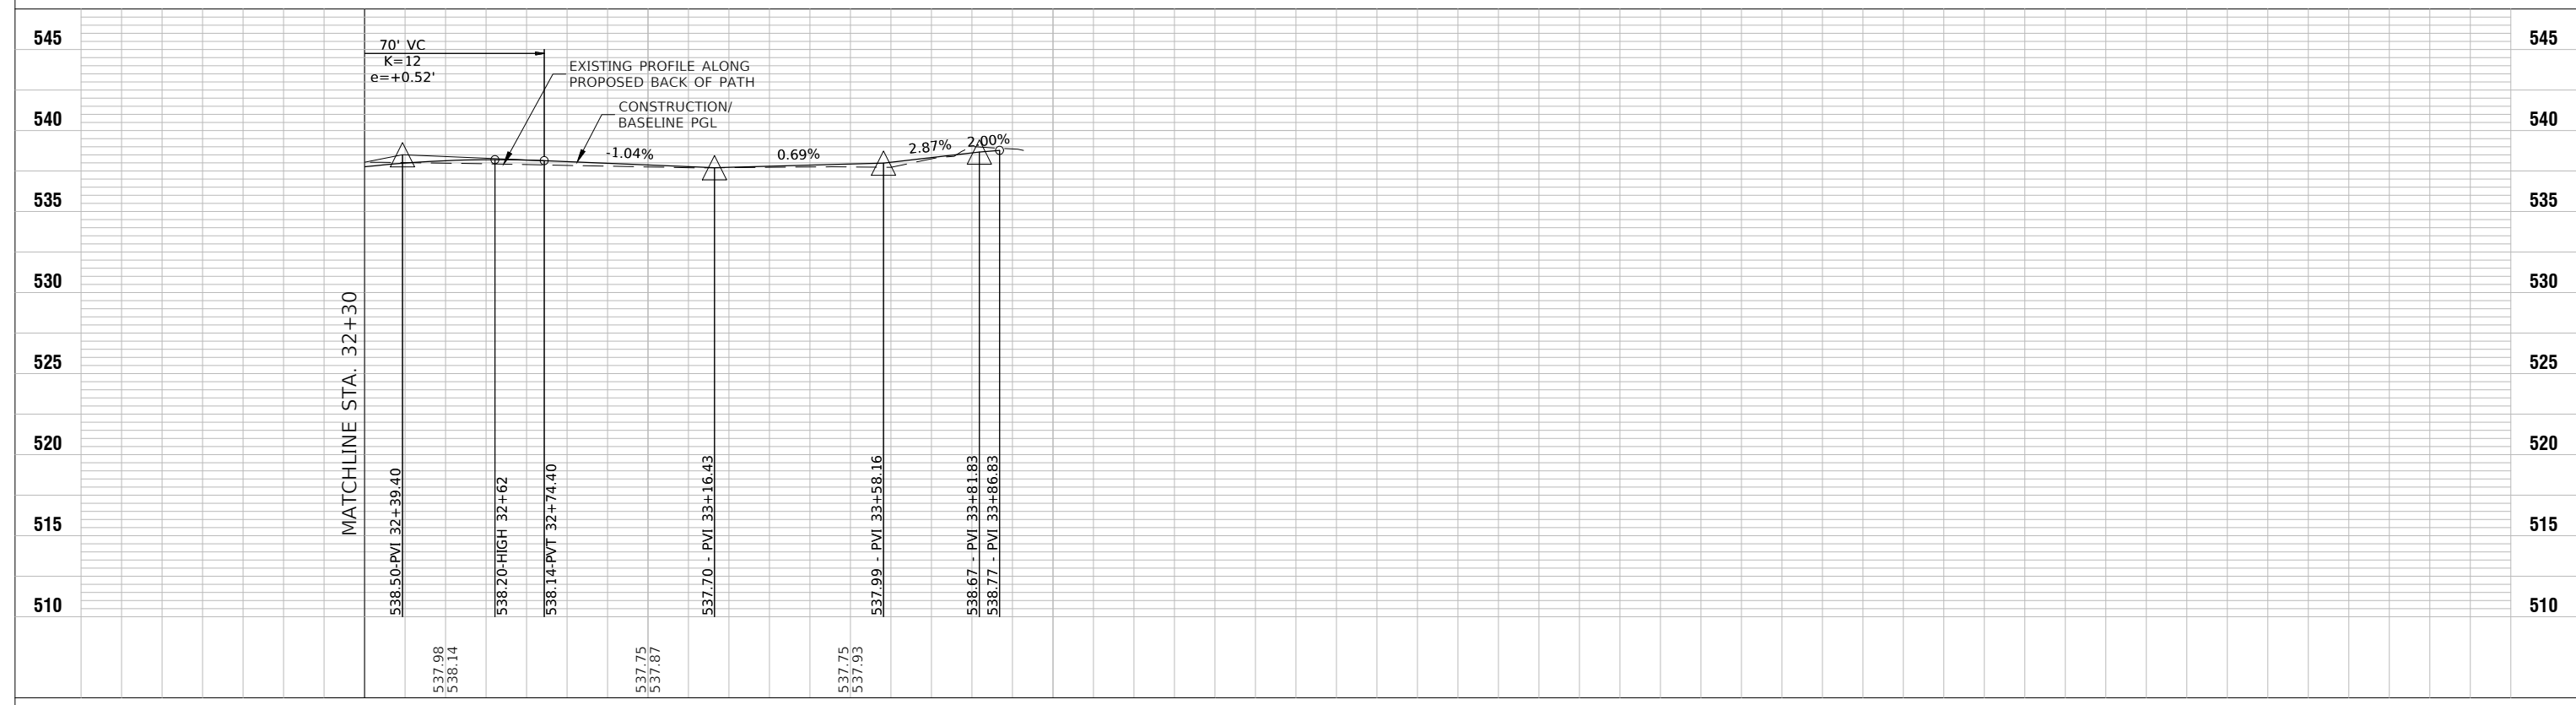 545
545
70' VC
K=12
e=+0.52'
EXISTING PROFILE ALONG
PROPOSED BACK OF PATH
CONSTRUCTION/
BASELINE PGL
540
540
-1.04%
0.69%
2.87%
2.00%
535
535
530
530
MATCHLINE STA. 32+30
525
525
520
520
538.50-PVI 32+39.40
538.20-HIGH 32+62
538.14-PVT 32+74.40
537.70 - PVI 33+16.43
537.99 - PVI 33+58.16
538.67 - PVI 33+81.83
538.77 - PVI 33+86.83
515
515
510
510
537.98
538.14
537.75
537.87
537.75
537.93